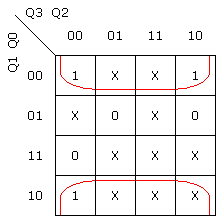 Q3 Q2
Q1 Q0
00 01 11 10
00 1 X X 1
01 X 0 X 0
11 0 X X X
10 1 X X X